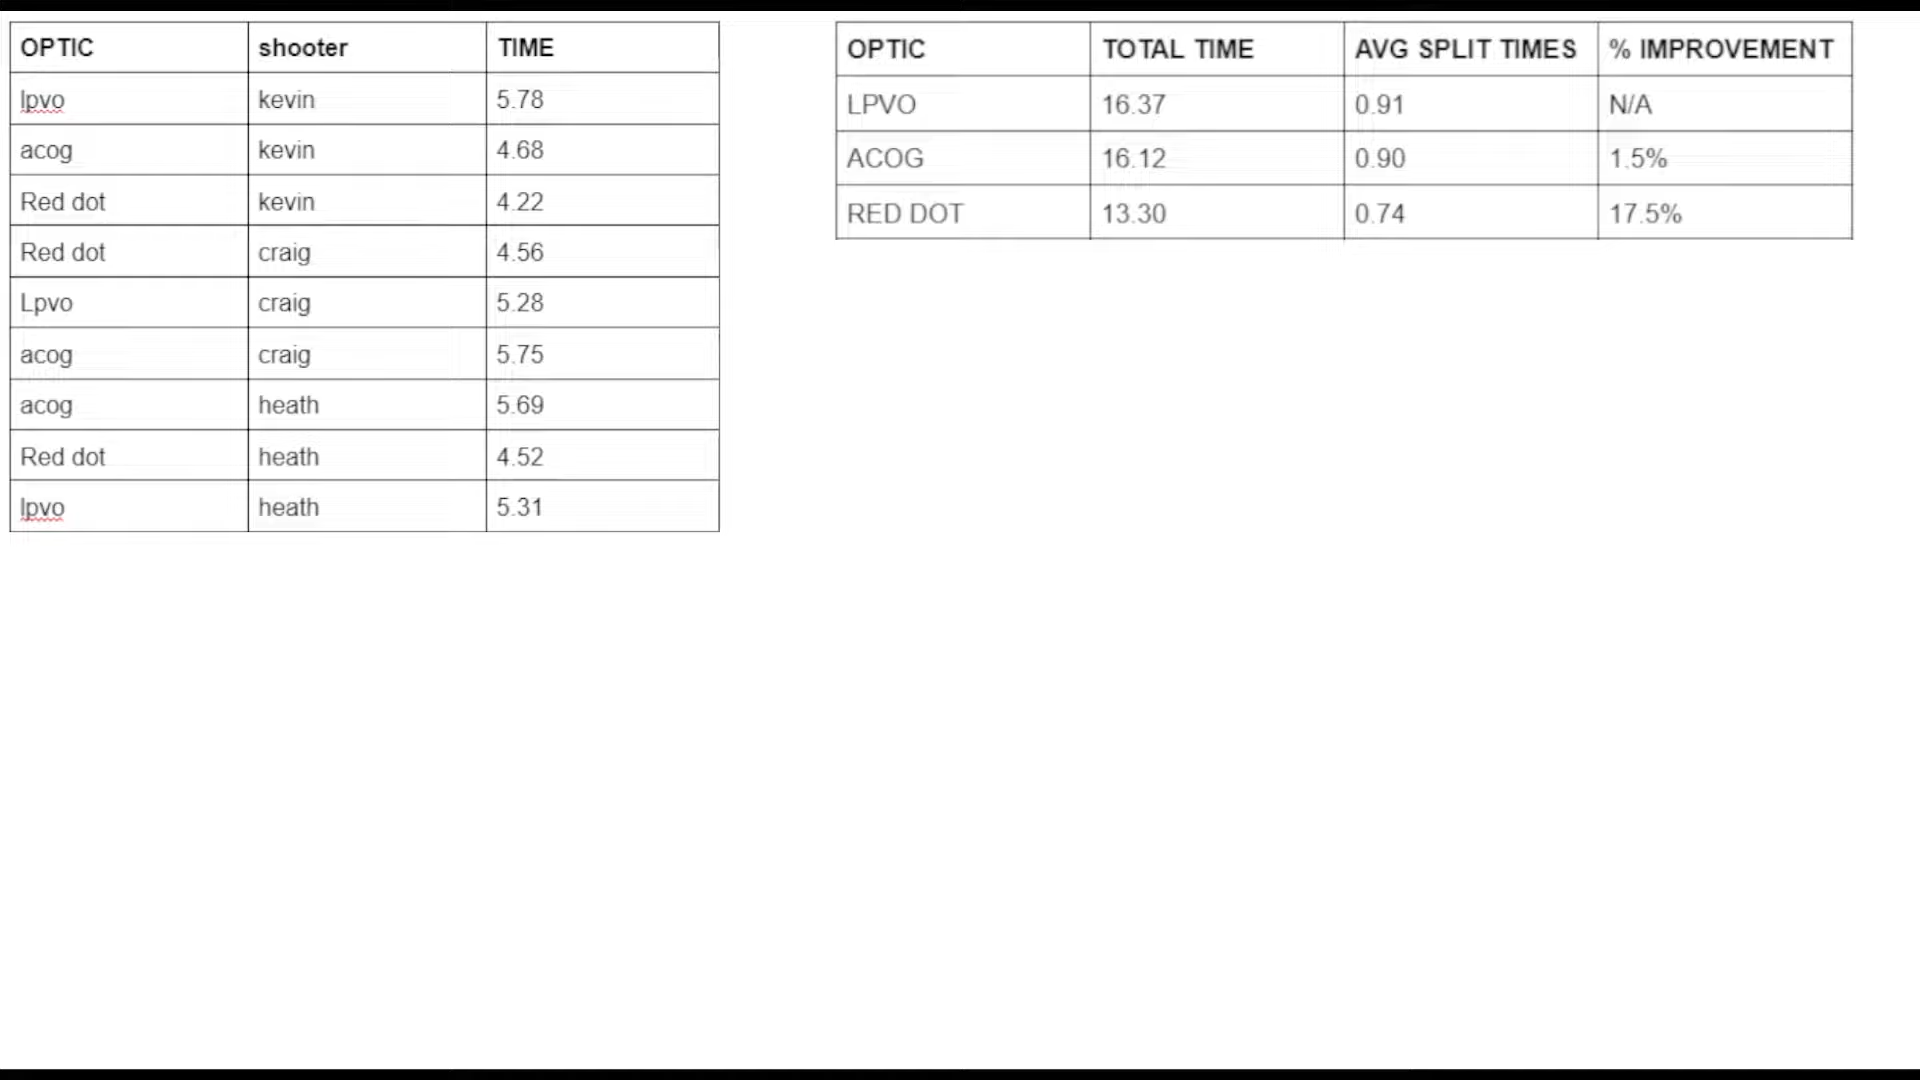 OPTIC shooter TIME
lpvo kevin 5.78
acog kevin 4.68
Red dot kevin 4.22
Red dot craig 4.56
Lpvo craig 5.28
acog craig 5.75
acog heath 5.69
Red dot heath 4.52
lpvo heath 5.31
OPTIC TOTAL TIME AVG SPLIT TIMES % IMPROVEMENT
LPVO 16.37 0.91 N/A
ACOG 16.12 0.90 1.5%
RED DOT 13.30 0.74 17.5%